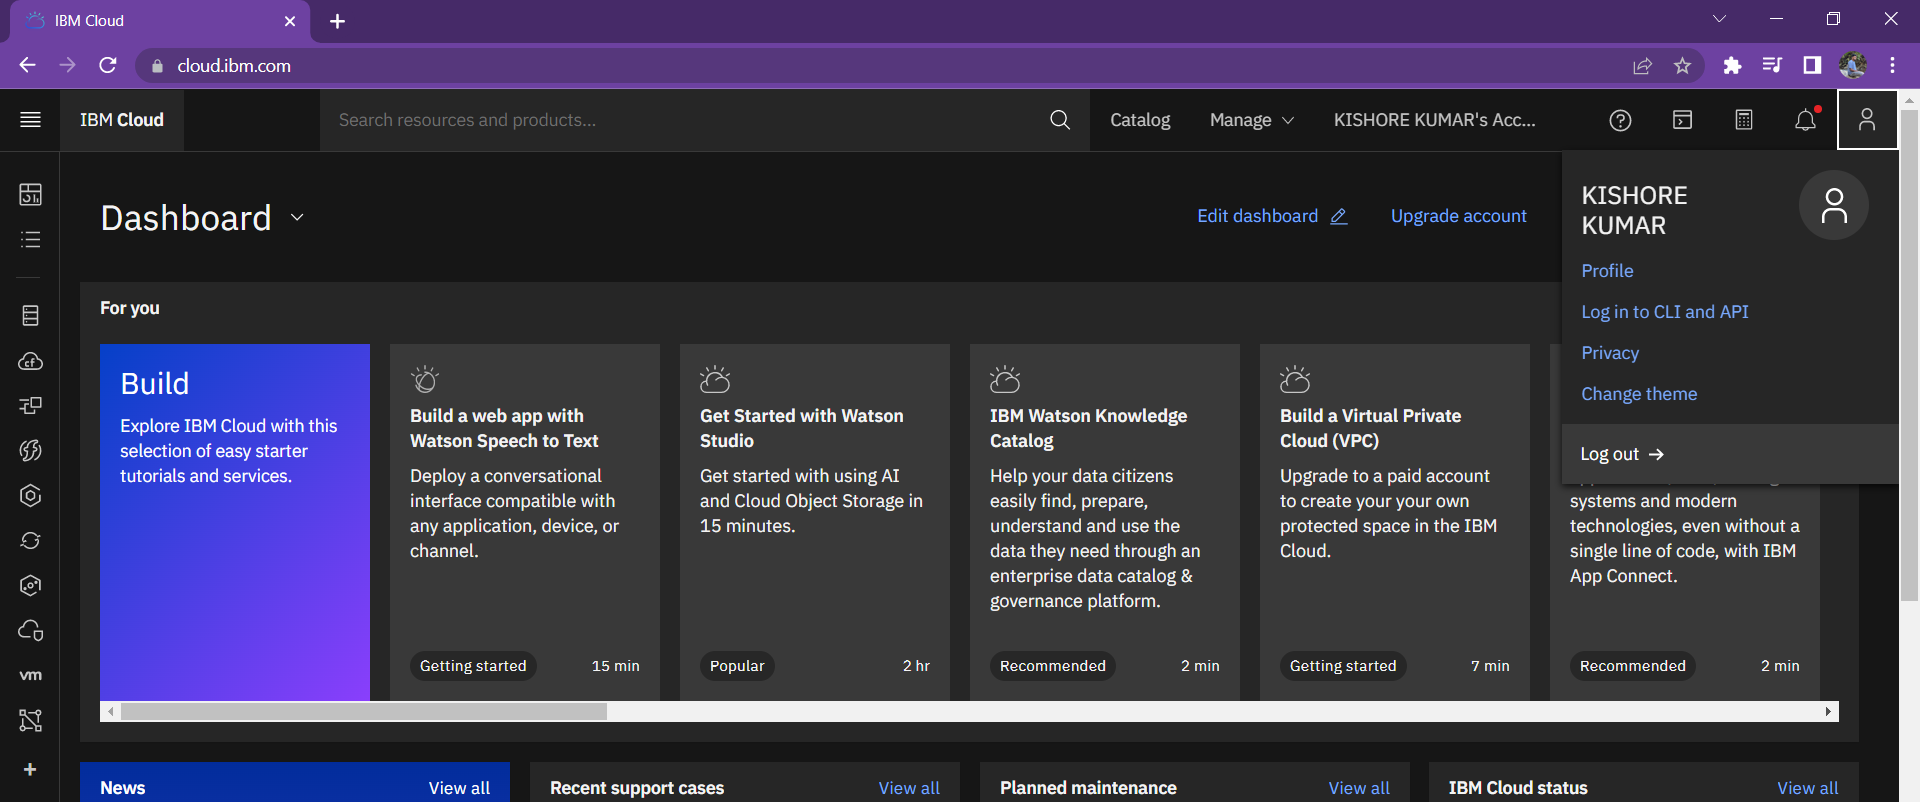 IBM Cloud
cloud.ibm.com
IBM Cloud
Search resources and products...
Catalog
Manage
KISHORE KUMAR's Acc...
Dashboard
Edit dashboard
Upgrade account
KISHORE
KUMAR
Profile
Log in to CLI and API
Privacy
Change theme
Log out
For you
Build
Explore IBM Cloud with this
selection of easy starter
tutorials and services.
Build a web app with
Watson Speech to Text
Deploy a conversational
interface compatible with
any application, device, or
channel.
Getting started
15 min
Get Started with Watson
Studio
Get started with using AI
and Cloud Object Storage in
15 minutes.
Popular
2 hr
IBM Watson Knowledge
Catalog
Help your data citizens
easily find, prepare,
understand and use the
data they need through an
enterprise data catalog &
governance platform.
Recommended
2 min
Build a Virtual Private
Cloud (VPC)
Upgrade to a paid account
to create your your own
protected space in the IBM
Cloud.
Getting started
7 min
systems and modern
technologies, even without a
single line of code, with IBM
App Connect.
Recommended
2 min
cf
vm
News
View all
Recent support cases
View all
Planned maintenance
View all
IBM Cloud status
View all